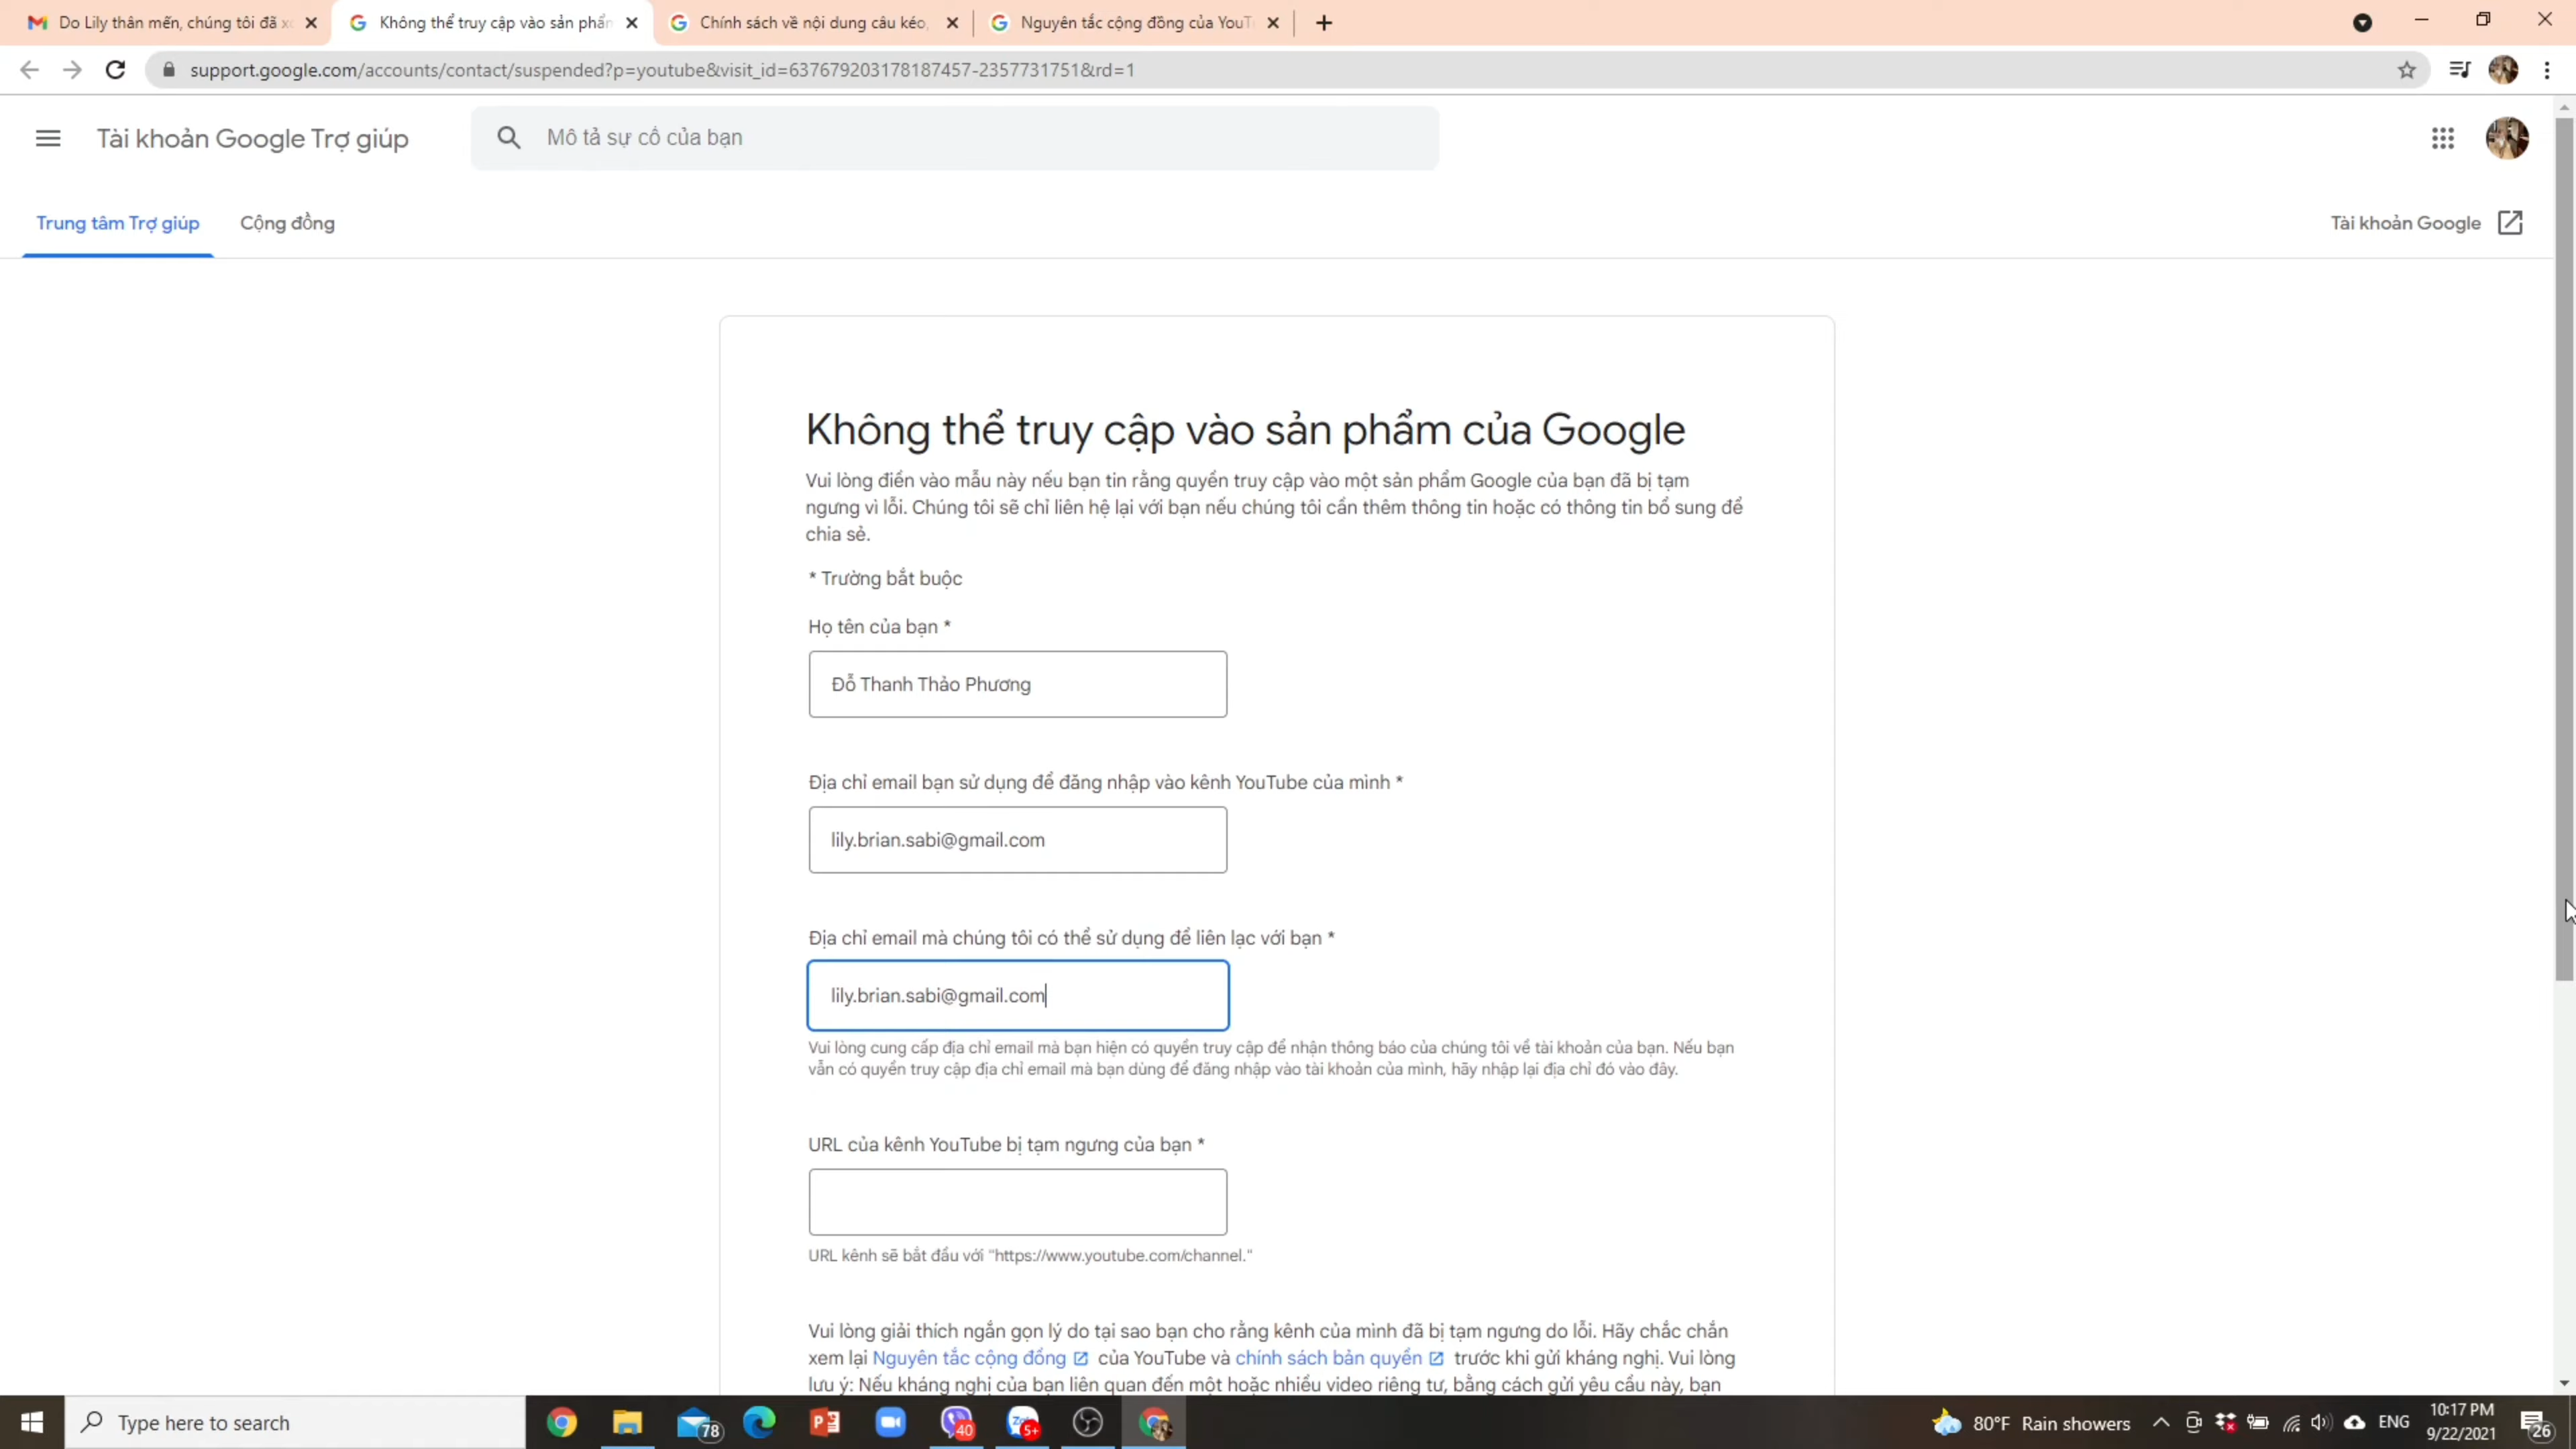 Do Lily thân mến, chúng tôi đã x
Không thể truy cập vào sản phẩm
Chính sách về nội dung câu kéo,
Nguyên tắc cộng đồng của YouT
support.google.com/accounts/contact/suspended?p=youtube&visit_id=637679203178187457-2357731751&rd=1
Tài khoản Google Trợ giúp
Mô tả sự cố của bạn
Trung tâm Trợ giúp
Cộng đồng
Tài khoản Google
Không thể truy cập vào sản phẩm của Google
Vui lòng điền vào mẫu này nếu bạn tin rằng quyền truy cập vào một sản phẩm Google của bạn đã bị tạm
ngưng vì lỗi. Chúng tôi sẽ chỉ liên hệ lại với bạn nếu chúng tôi cần thêm thông tin hoặc có thông tin bổ sung để
chia sẻ.
* Trường bắt buộc
Họ tên của bạn *
Đỗ Thanh Thảo Phương
Địa chỉ email bạn sử dụng để đăng nhập vào kênh YouTube của mình *
lily.brian.sabi@gmail.com
Địa chỉ email mà chúng tôi có thể sử dụng để liên lạc với bạn *
lily.brian.sabi@gmail.com
Vui lòng cung cấp địa chỉ email mà bạn hiện có quyền truy cập để nhận thông báo của chúng tôi về tài khoản của bạn. Nếu bạn
vẫn có quyền truy cập địa chỉ email mà bạn dùng để đăng nhập vào tài khoản của mình, hãy nhập lại địa chỉ đó vào đây.
URL của kênh YouTube bị tạm ngưng của bạn *
URL kênh sẽ bắt đầu với "https://www.youtube.com/channel."
Vui lòng giải thích ngắn gọn lý do tại sao bạn cho rằng kênh của mình đã bị tạm ngưng do lỗi. Hãy chắc chắn
xem lại Nguyên tắc cộng đồng của YouTube và chính sách bản quyền trước khi gửi kháng nghị. Vui lòng
lưu ý: Nếu kháng nghị của bạn liên quan đến một hoặc nhiều video riêng tư, bằng cách gửi yêu cầu này, bạn
Type here to search
78
40
5+
80°F Rain showers
ENG
10:17 PM
9/22/2021
26